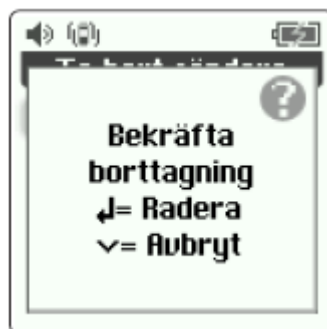 Bekräfta
borttagning
↲= Radera
⌄= Avbryt